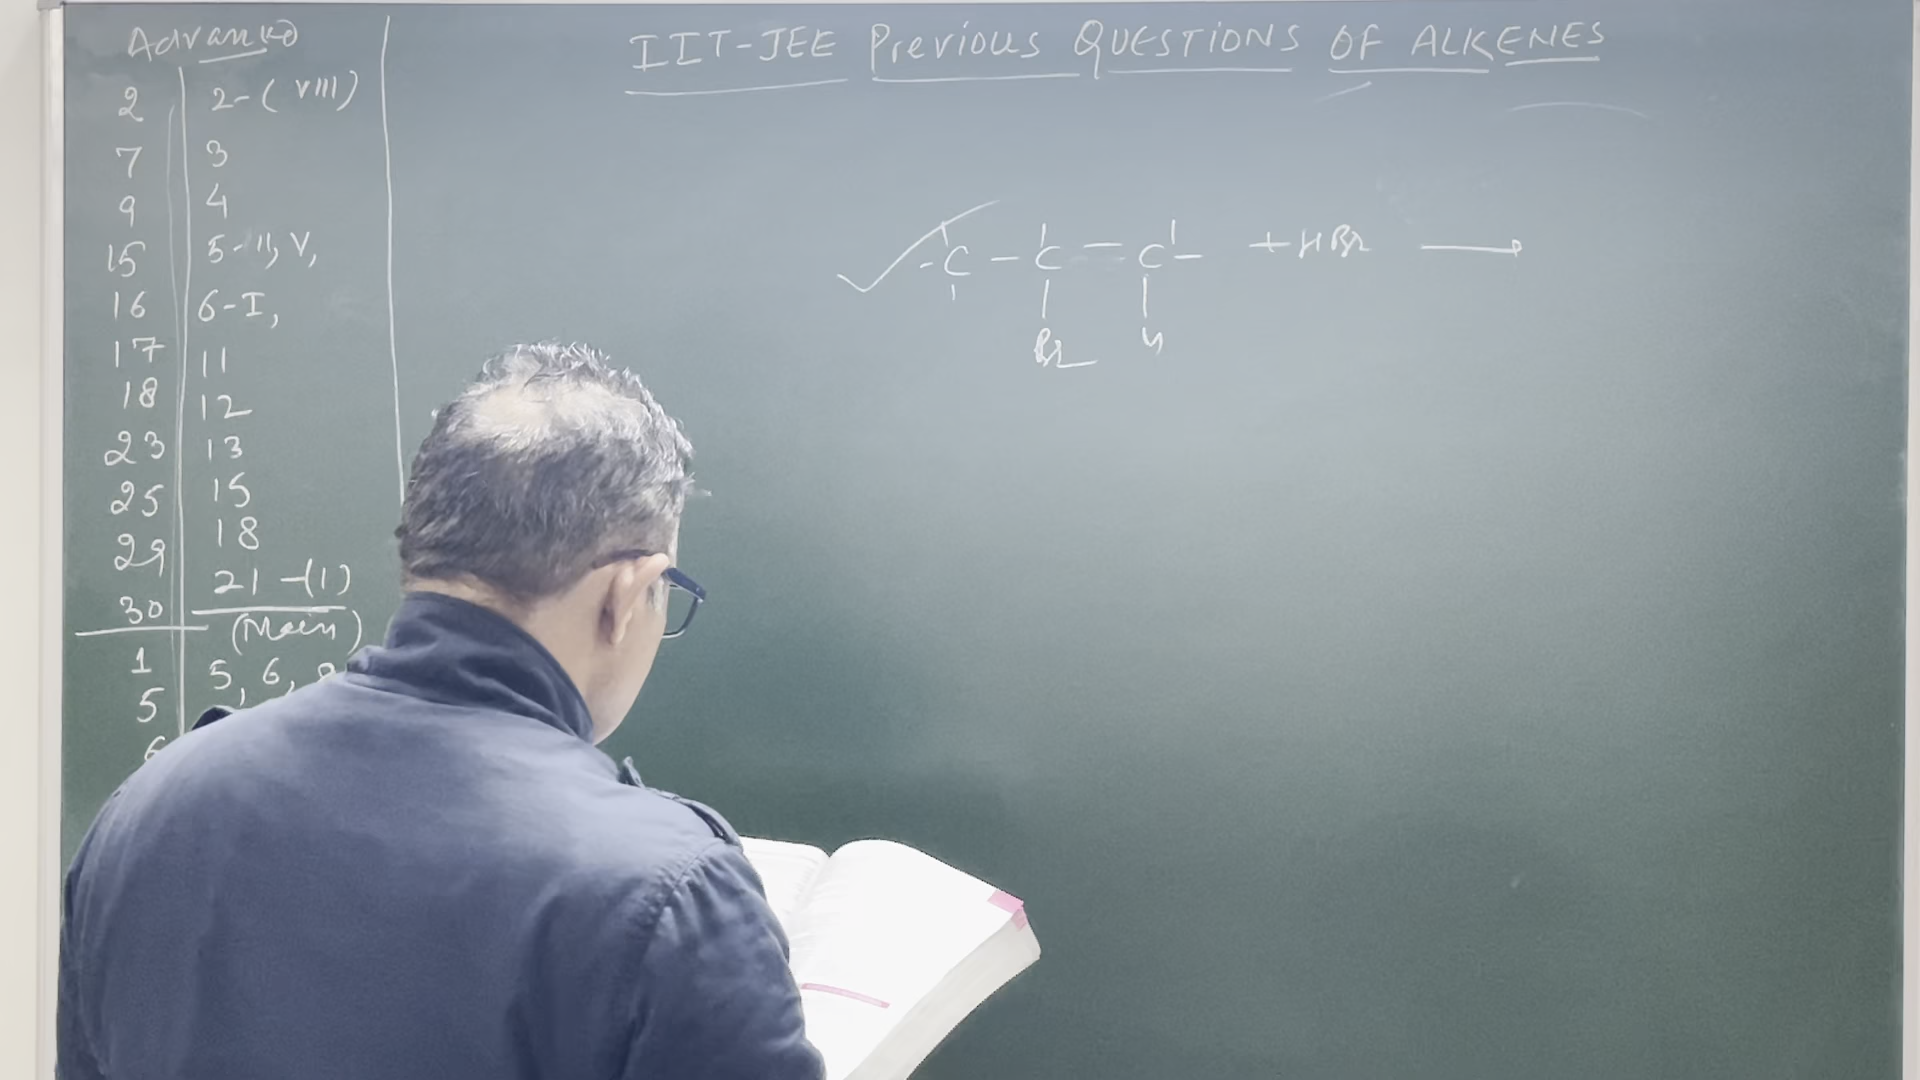 Advanced
IIT-JEE Previous QUESTIONS OF ALKENES
2 2-(VIII)
7 3
9 4
15 5-II, V,
16 6-I,
17 11
18 12
23 13
25 15
29 18
30 21-(1)
(Main)
1 5, 6, 8
5
6
- C - C = C - + HBr ⟶
Br H